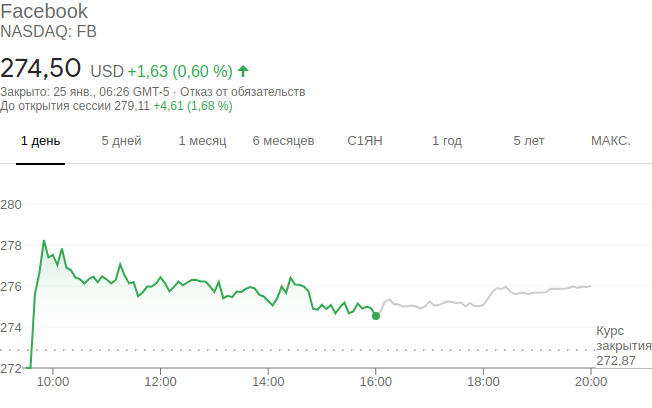 Facebook
NASDAQ: FB
274,50 USD +1,63 (0,60 %)
Закрыто: 25 янв., 06:26 GMT-5 · Отказ от обязательств
До открытия сессии 279,11 +4,61 (1,68 %)
1 день 5 дней 1 месяц 6 месяцев С1ЯН 1 год 5 лет МАКС.
280
278
276
274
Курс
закрытия
272,87
272
10:00 12:00 14:00 16:00 18:00 20:00